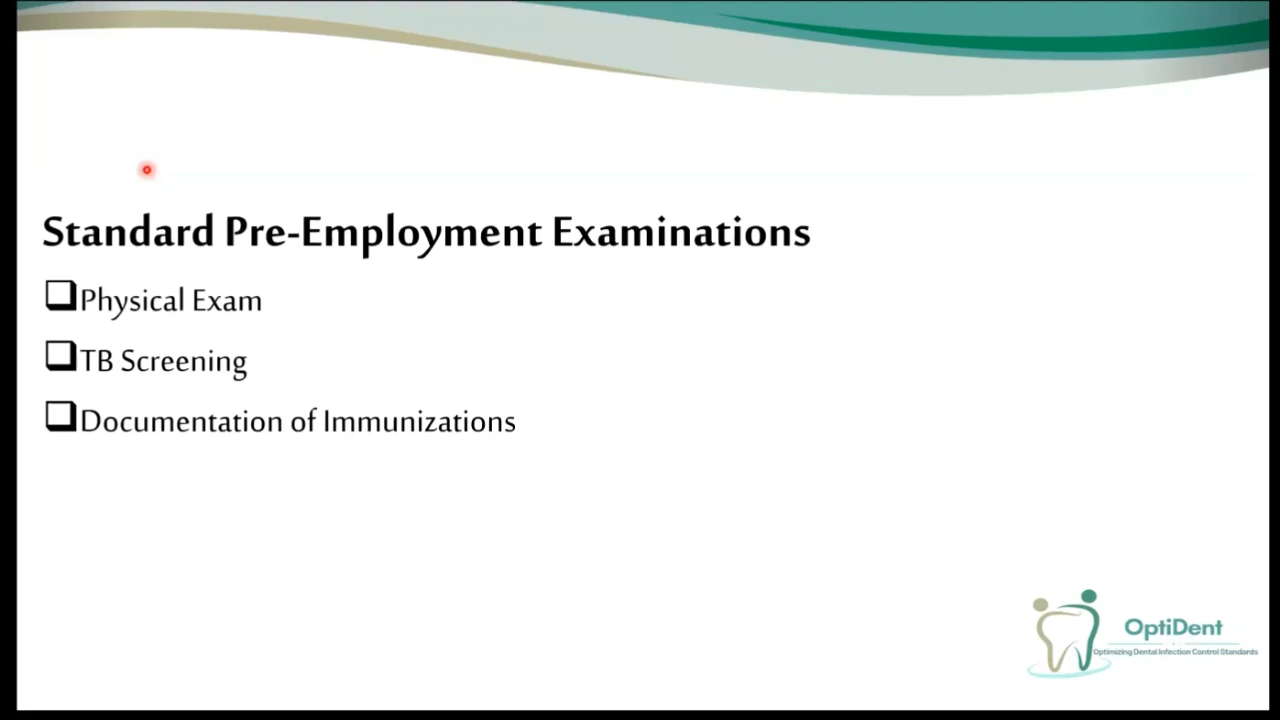 Standard Pre-Employment Examinations
Physical Exam
TB Screening
Documentation of Immunizations
OptiDent
Optimizing Dental Infection Control Standards